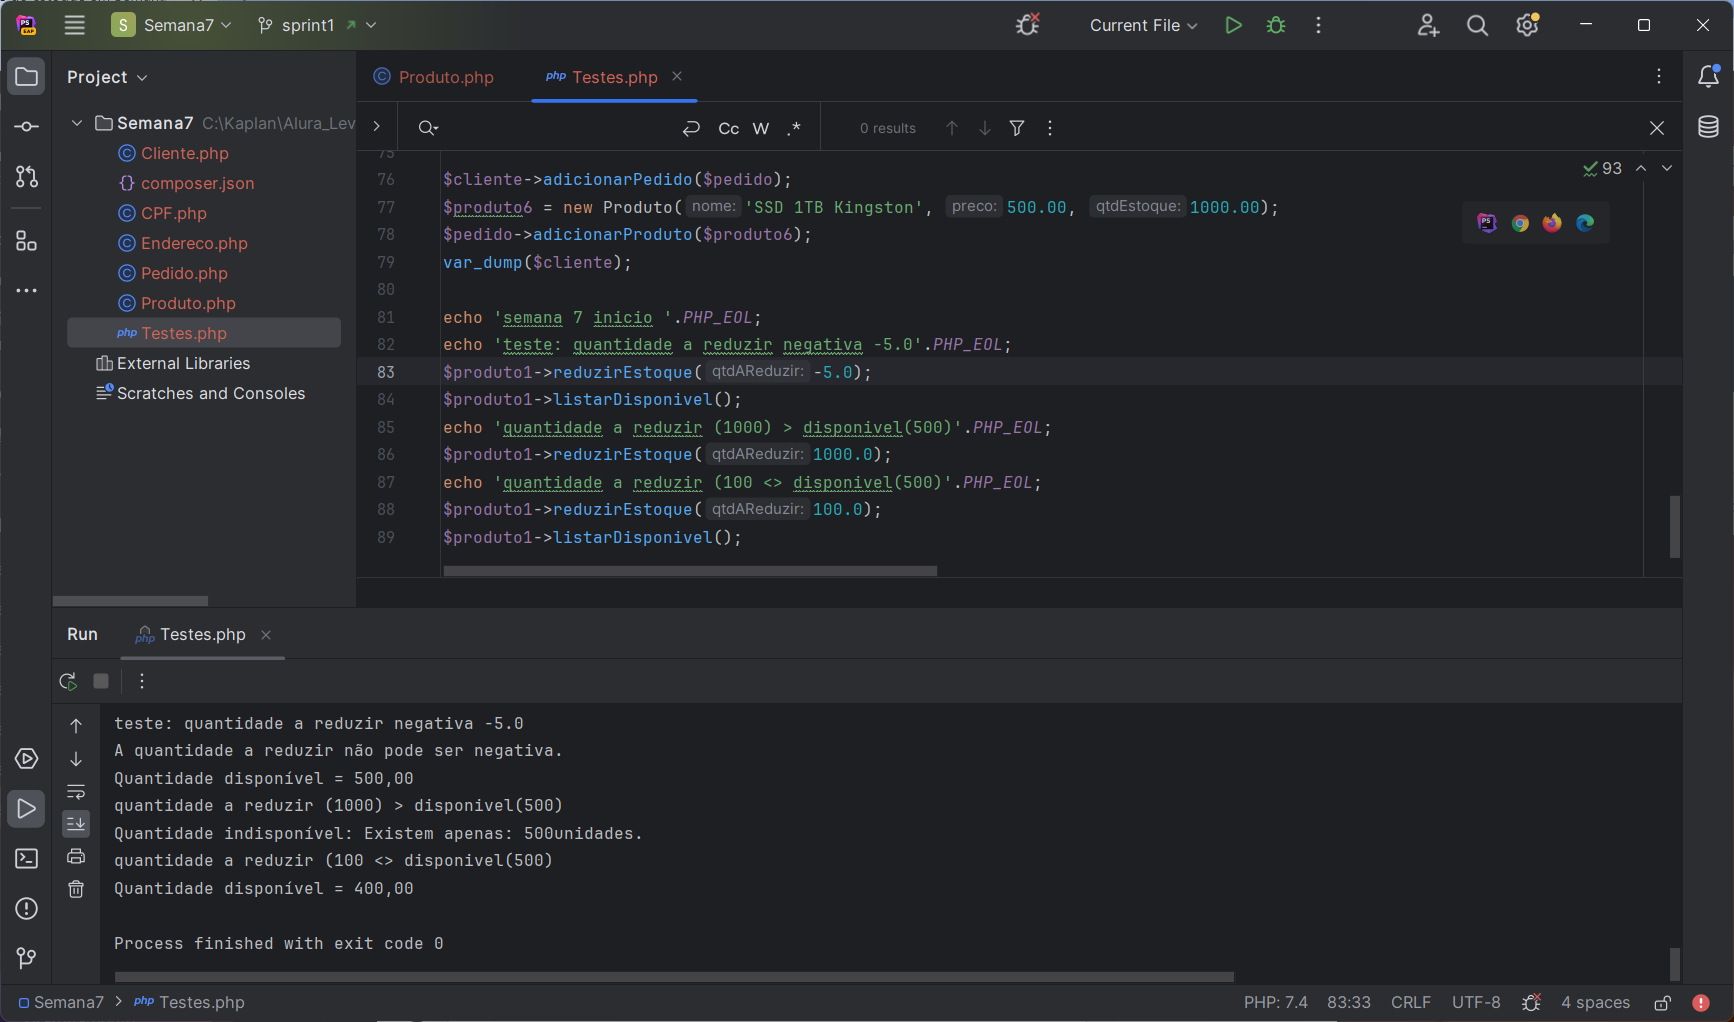 S Semana7 sprint1 Current File
Project
Produto.php
Testes.php
Semana7 C:\Kaplan\Alura_Lev
Cliente.php
composer.json
CPF.php
Endereco.php
Pedido.php
Produto.php
Testes.php
External Libraries
Scratches and Consoles
Cc W .* 0 results
93
75
76 $cliente->adicionarPedido($pedido);
77 $produto6 = new Produto( nome: 'SSD 1TB Kingston', preco: 500.00, qtdEstoque: 1000.00);
78 $pedido->adicionarProduto($produto6);
79 var_dump($cliente);
80
81 echo 'semana 7 inicio '.PHP_EOL;
82 echo 'teste: quantidade a reduzir negativa -5.0'.PHP_EOL;
83 $produto1->reduzirEstoque( qtdAReduzir: -5.0);
84 $produto1->listarDisponivel();
85 echo 'quantidade a reduzir (1000) > disponivel(500)'.PHP_EOL;
86 $produto1->reduzirEstoque( qtdAReduzir: 1000.0);
87 echo 'quantidade a reduzir (100 <> disponivel(500)'.PHP_EOL;
88 $produto1->reduzirEstoque( qtdAReduzir: 100.0);
89 $produto1->listarDisponivel();
Run php Testes.php
teste: quantidade a reduzir negativa -5.0
A quantidade a reduzir não pode ser negativa.
Quantidade disponível = 500,00
quantidade a reduzir (1000) > disponivel(500)
Quantidade indisponível: Existem apenas: 500unidades.
quantidade a reduzir (100 <> disponivel(500)
Quantidade disponível = 400,00
Process finished with exit code 0
Semana7 > php Testes.php PHP: 7.4 83:33 CRLF UTF-8 4 spaces